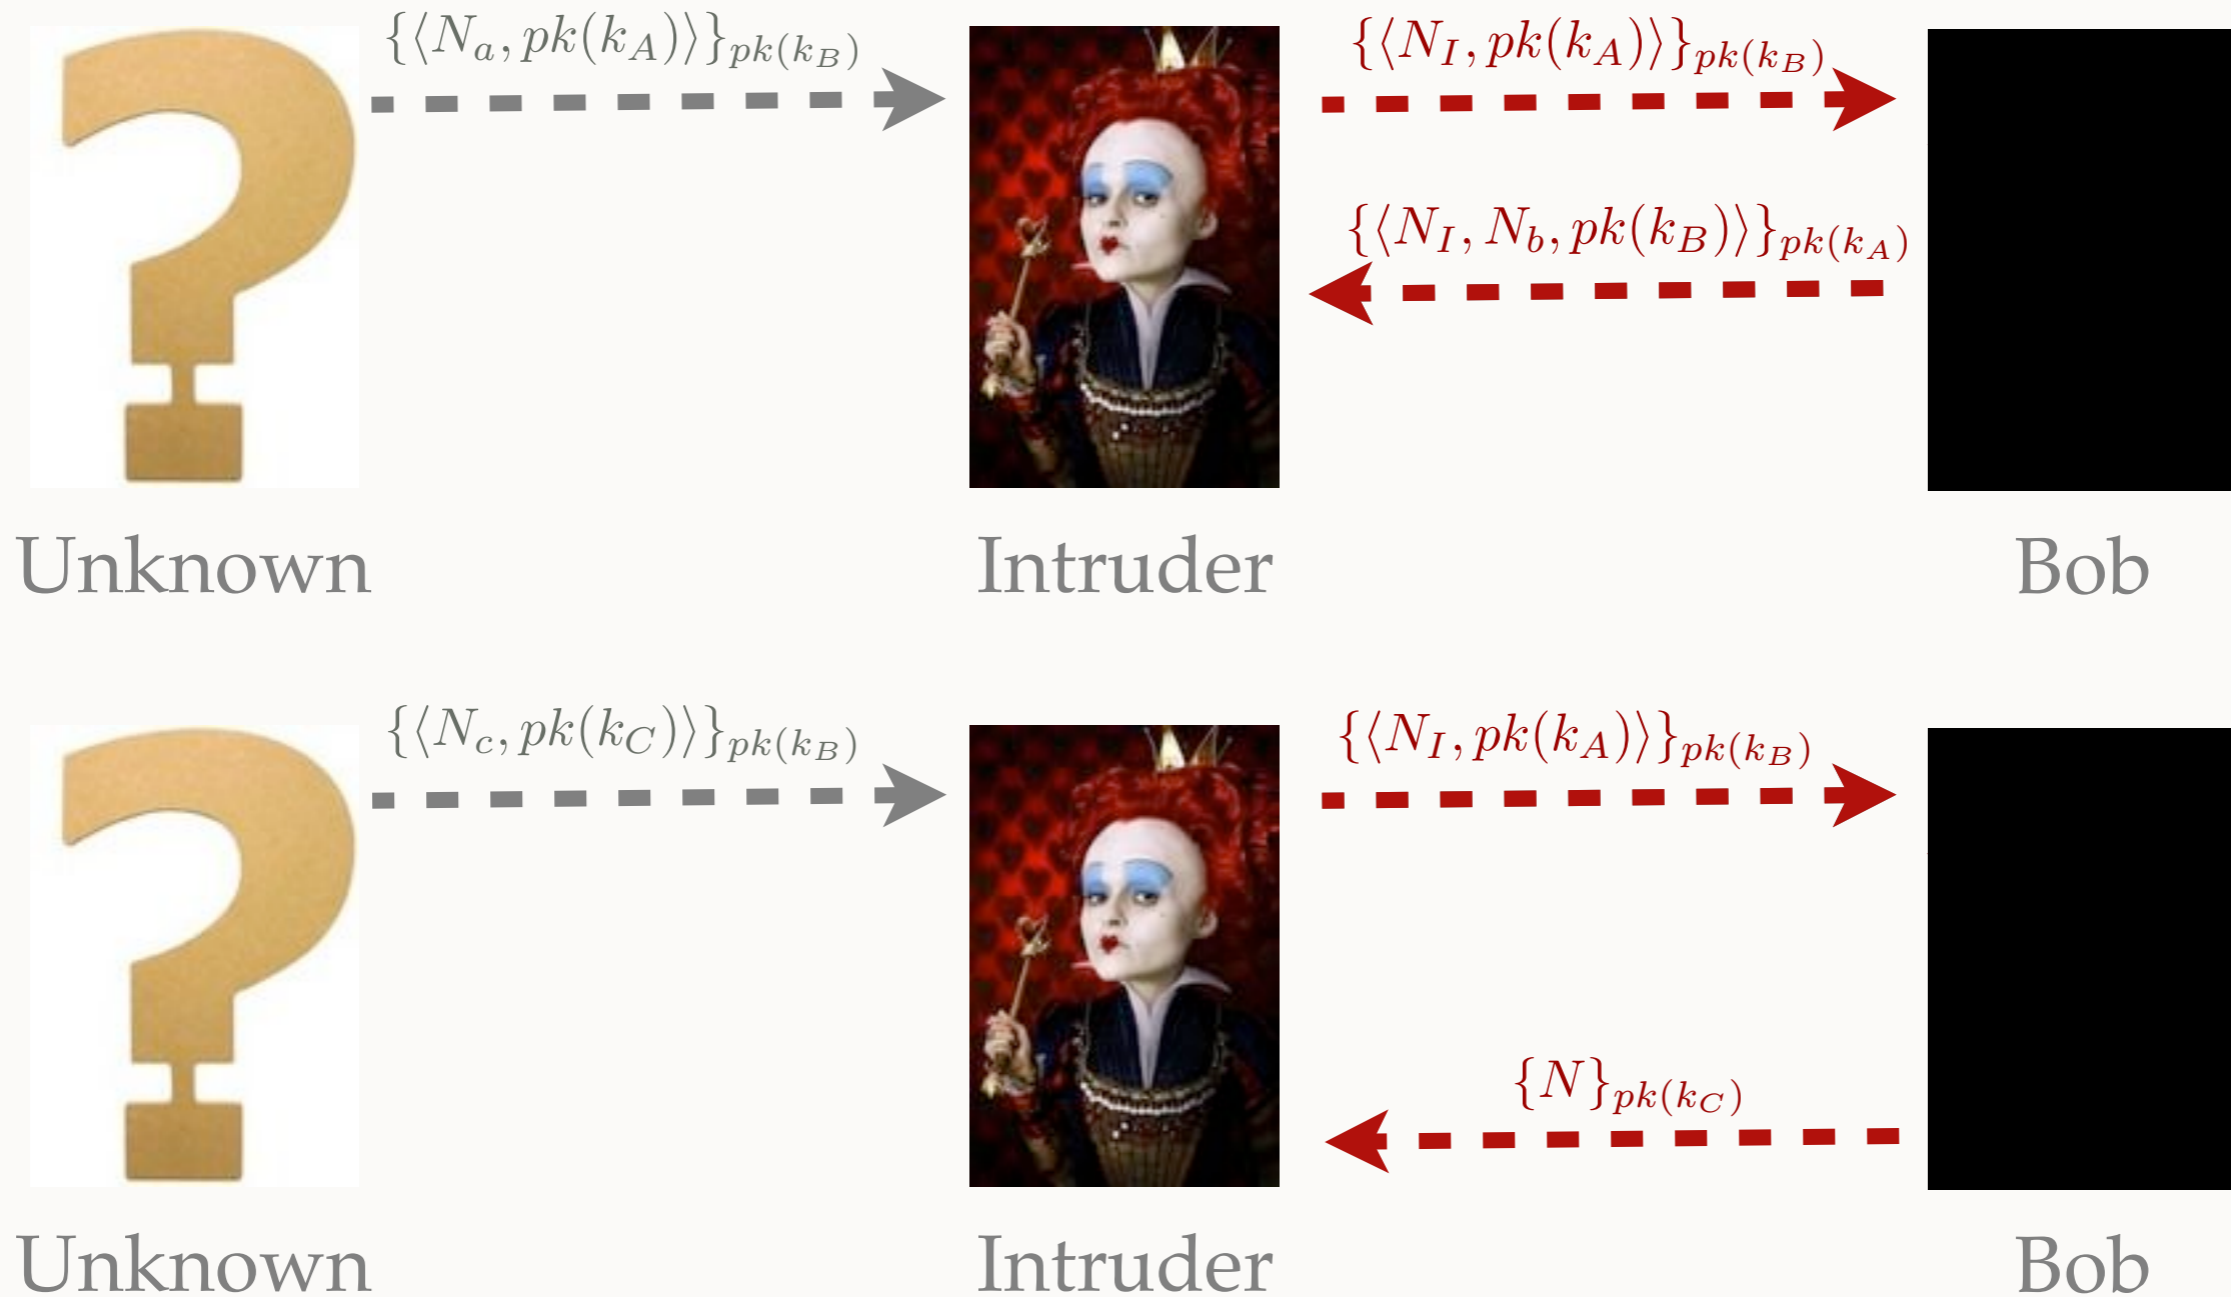 {⟨N_a, pk(k_A)⟩}_{pk(k_B)}
{⟨N_I, pk(k_A)⟩}_{pk(k_B)}
{⟨N_I, N_b, pk(k_B)⟩}_{pk(k_A)}
Unknown
Intruder
Bob
{⟨N_c, pk(k_C)⟩}_{pk(k_B)}
{⟨N_I, pk(k_A)⟩}_{pk(k_B)}
{N}_{pk(k_C)}
Unknown
Intruder
Bob